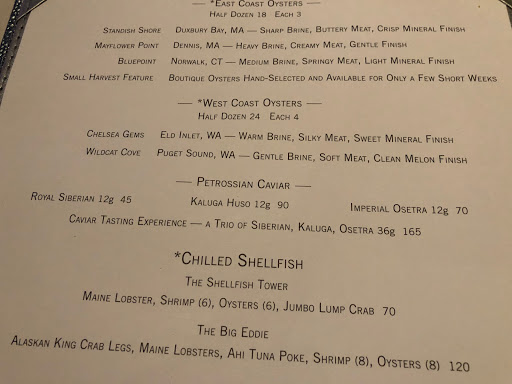 *East Coast Oysters
Half Dozen 18 Each 3
Standish Shore Duxbury Bay, MA — Sharp Brine, Buttery Meat, Crisp Mineral Finish
Mayflower Point Dennis, MA — Heavy Brine, Creamy Meat, Gentle Finish
Bluepoint Norwalk, CT — Medium Brine, Springy Meat, Light Mineral Finish
Small Harvest Feature Boutique Oysters Hand-Selected and Available for Only a Few Short Weeks
— *West Coast Oysters —
Half Dozen 24 Each 4
Chelsea Gems Eld Inlet, WA — Warm Brine, Silky Meat, Sweet Mineral Finish
Wildcat Cove Puget Sound, WA — Gentle Brine, Soft Meat, Clean Melon Finish
— Petrossian Caviar —
Royal Siberian 12g 45 Kaluga Huso 12g 90 Imperial Osetra 12g 70
Caviar Tasting Experience — a Trio of Siberian, Kaluga, Osetra 36g 165
*Chilled Shellfish
The Shellfish Tower
Maine Lobster, Shrimp (6), Oysters (6), Jumbo Lump Crab 70
The Big Eddie
Alaskan King Crab Legs, Maine Lobsters, Ahi Tuna Poke, Shrimp (8), Oysters (8) 120